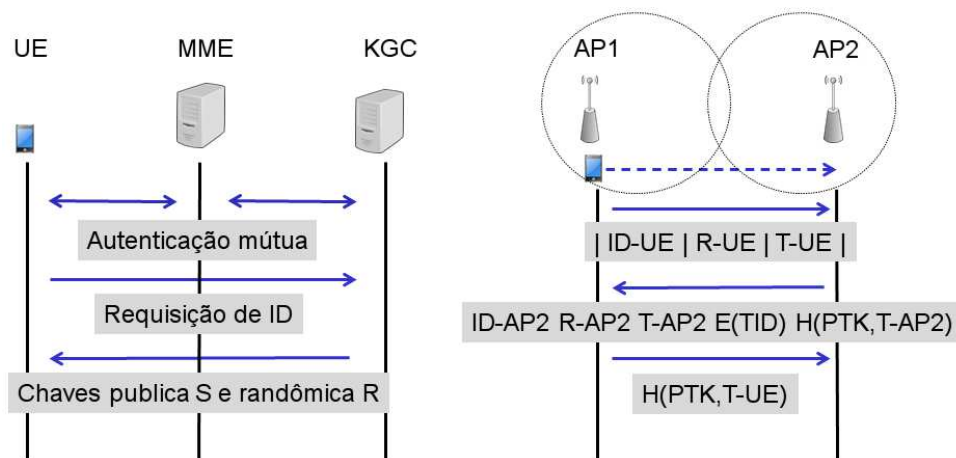 UE MME KGC
Autenticação mútua
Requisição de ID
Chaves publica S e randômica R
AP1 AP2
| ID-UE | R-UE | T-UE |
ID-AP2 R-AP2 T-AP2 E(TID) H(PTK,T-AP2)
H(PTK,T-UE)